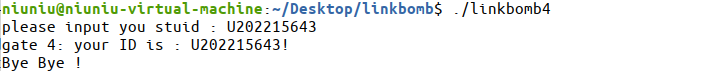 niuniu@niuniu-virtual-machine:~/Desktop/linkbomb$ ./linkbomb4
please input you stuid : U202215643
gate 4: your ID is : U202215643!
Bye Bye !